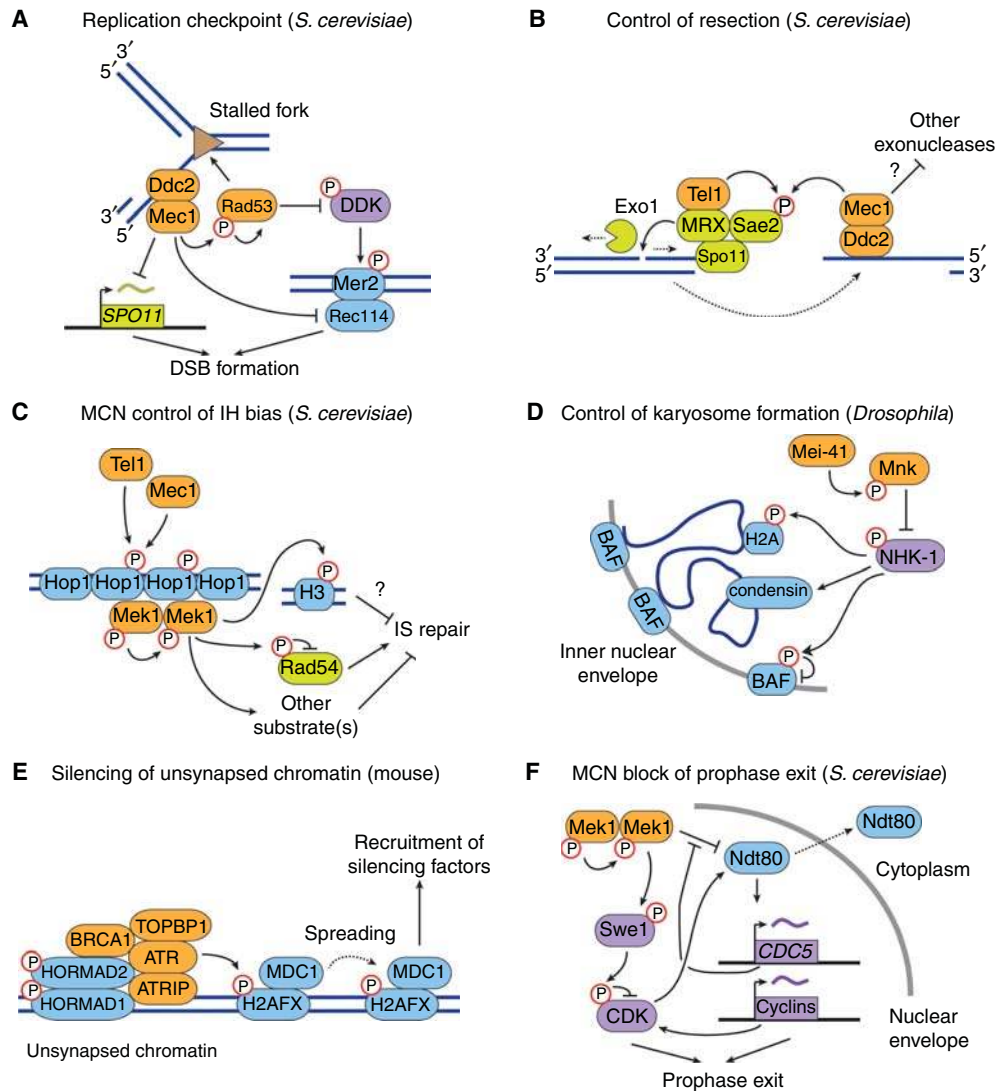 A Replication checkpoint (S. cerevisiae)
3′
5′
Stalled fork
Ddc2
Mec1
P
Rad53
P
DDK
3′
5′
P
Mer2
Rec114
SPO11
DSB formation
B Control of resection (S. cerevisiae)
Other
exonucleases
?
Tel1
P
Exo1
MRX
Sae2
Mec1
Ddc2
Spo11
3′
5′
5′
3′
C MCN control of IH bias (S. cerevisiae)
Tel1
Mec1
P
P
P
Hop1 Hop1 Hop1 Hop1
H3
?
Mek1 Mek1
P
P
IS repair
P
Rad54
Other
substrate(s)
D Control of karyosome formation (Drosophila)
Mei-41
Mnk
P
P
P
BAF
H2A
NHK-1
condensin
BAF
Inner nuclear
envelope
P
BAF
E Silencing of unsynapsed chromatin (mouse)
Recruitment of
silencing factors
BRCA1
TOPBP1
Spreading
P
HORMAD2
ATR
MDC1
MDC1
P
HORMAD1
ATRIP
P
H2AFX
P
H2AFX
Unsynapsed chromatin
F MCN block of prophase exit (S. cerevisiae)
Mek1 Mek1
P
P
Ndt80
Ndt80
Cytoplasm
P
Swe1
CDC5
P
CDK
Cyclins
Nuclear
envelope
Prophase exit